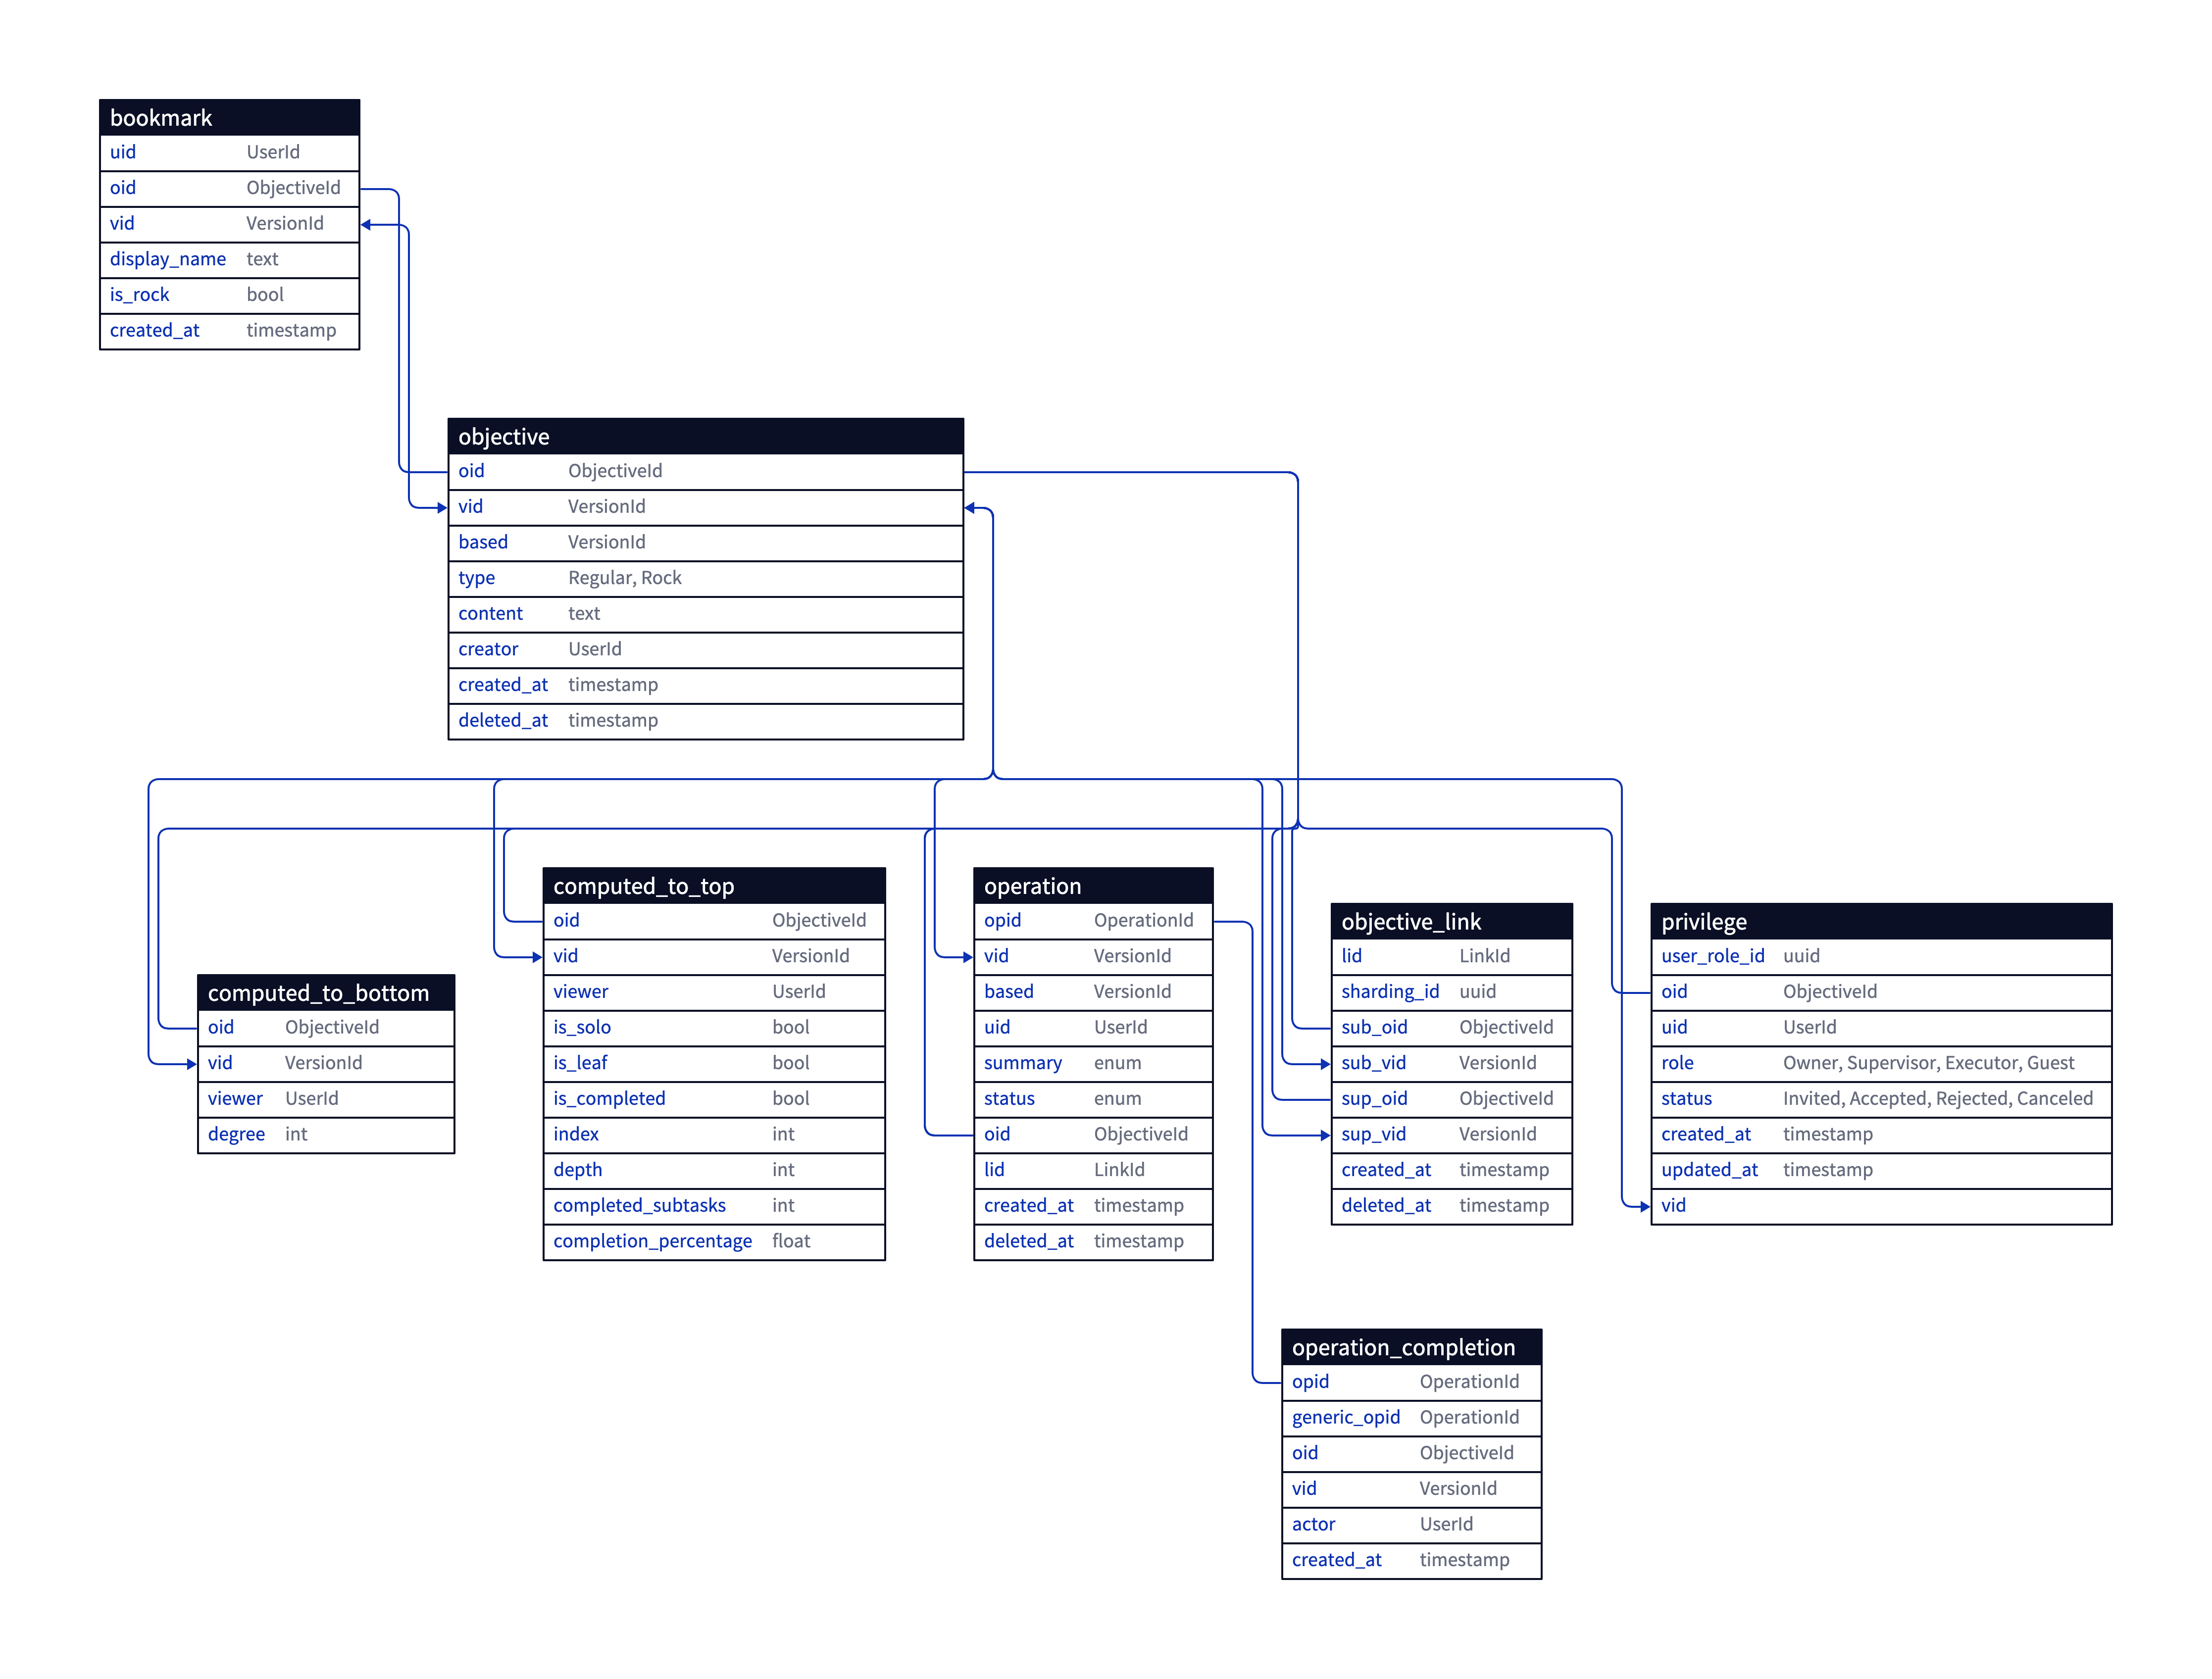 bookmark
uid UserId
oid ObjectiveId
vid VersionId
display_name text
is_rock bool
created_at timestamp
objective
oid ObjectiveId
vid VersionId
based VersionId
type Regular, Rock
content text
creator UserId
created_at timestamp
deleted_at timestamp
computed_to_bottom
oid ObjectiveId
vid VersionId
viewer UserId
degree int
computed_to_top
oid ObjectiveId
vid VersionId
viewer UserId
is_solo bool
is_leaf bool
is_completed bool
index int
depth int
completed_subtasks int
completion_percentage float
operation
opid OperationId
vid VersionId
based VersionId
uid UserId
summary enum
status enum
oid ObjectiveId
lid LinkId
created_at timestamp
deleted_at timestamp
objective_link
lid LinkId
sharding_id uuid
sub_oid ObjectiveId
sub_vid VersionId
sup_oid ObjectiveId
sup_vid VersionId
created_at timestamp
deleted_at timestamp
privilege
user_role_id uuid
oid ObjectiveId
uid UserId
role Owner, Supervisor, Executor, Guest
status Invited, Accepted, Rejected, Canceled
created_at timestamp
updated_at timestamp
vid
operation_completion
opid OperationId
generic_opid OperationId
oid ObjectiveId
vid VersionId
actor UserId
created_at timestamp